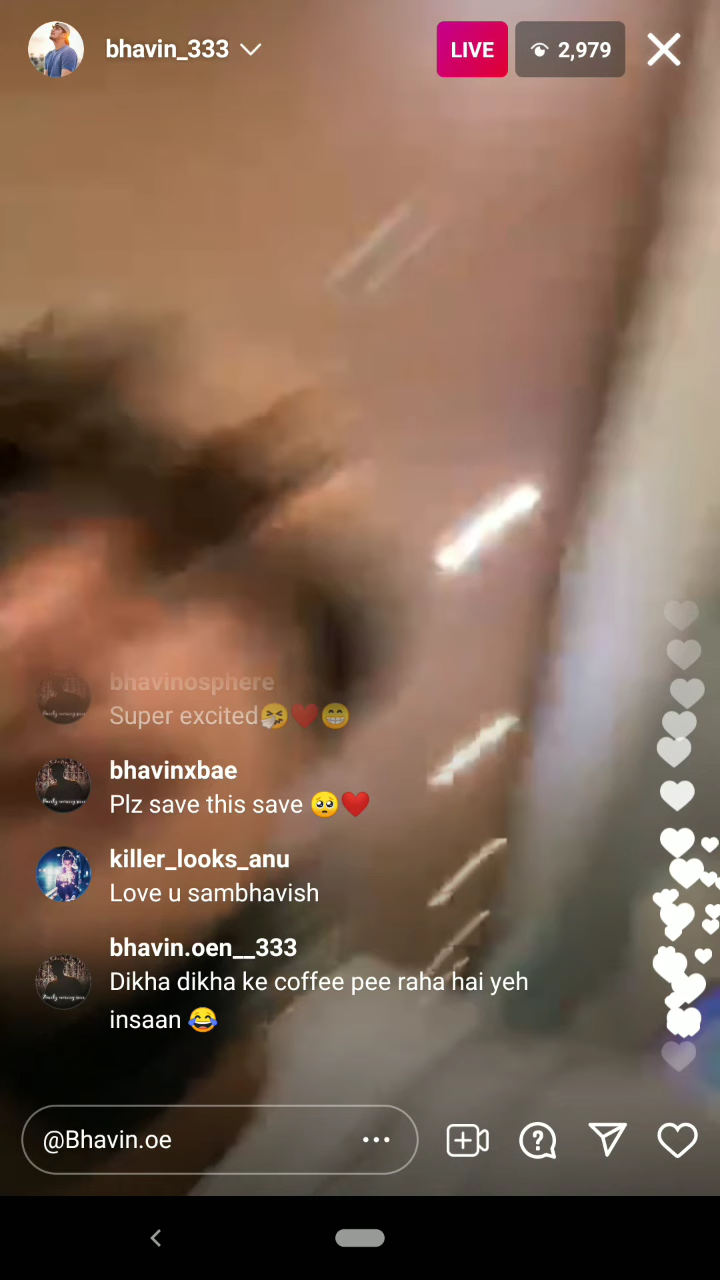 bhavin_333
LIVE
2,979
bhavinosphere
Super excited🤧❤️😁
bhavinxbae
Plz save this save 🥺❤️
killer_looks_anu
Love u sambhavish
bhavin.oen__333
Dikha dikha ke coffee pee raha hai yeh
insaan 😂
@Bhavin.oe